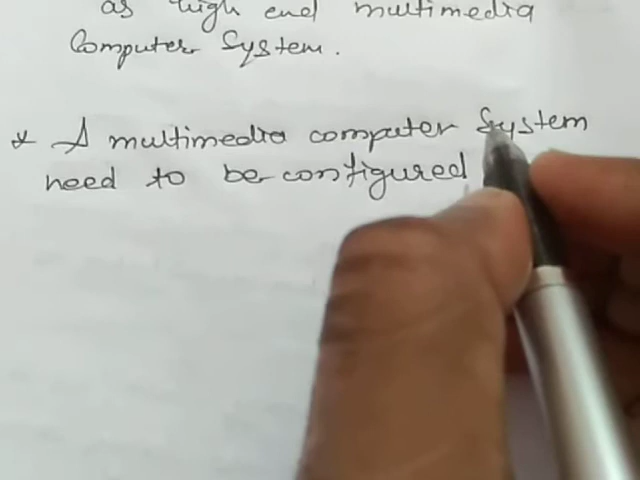 as high end multimedia
Computer System.
* A multimedia computer System
need to be configured